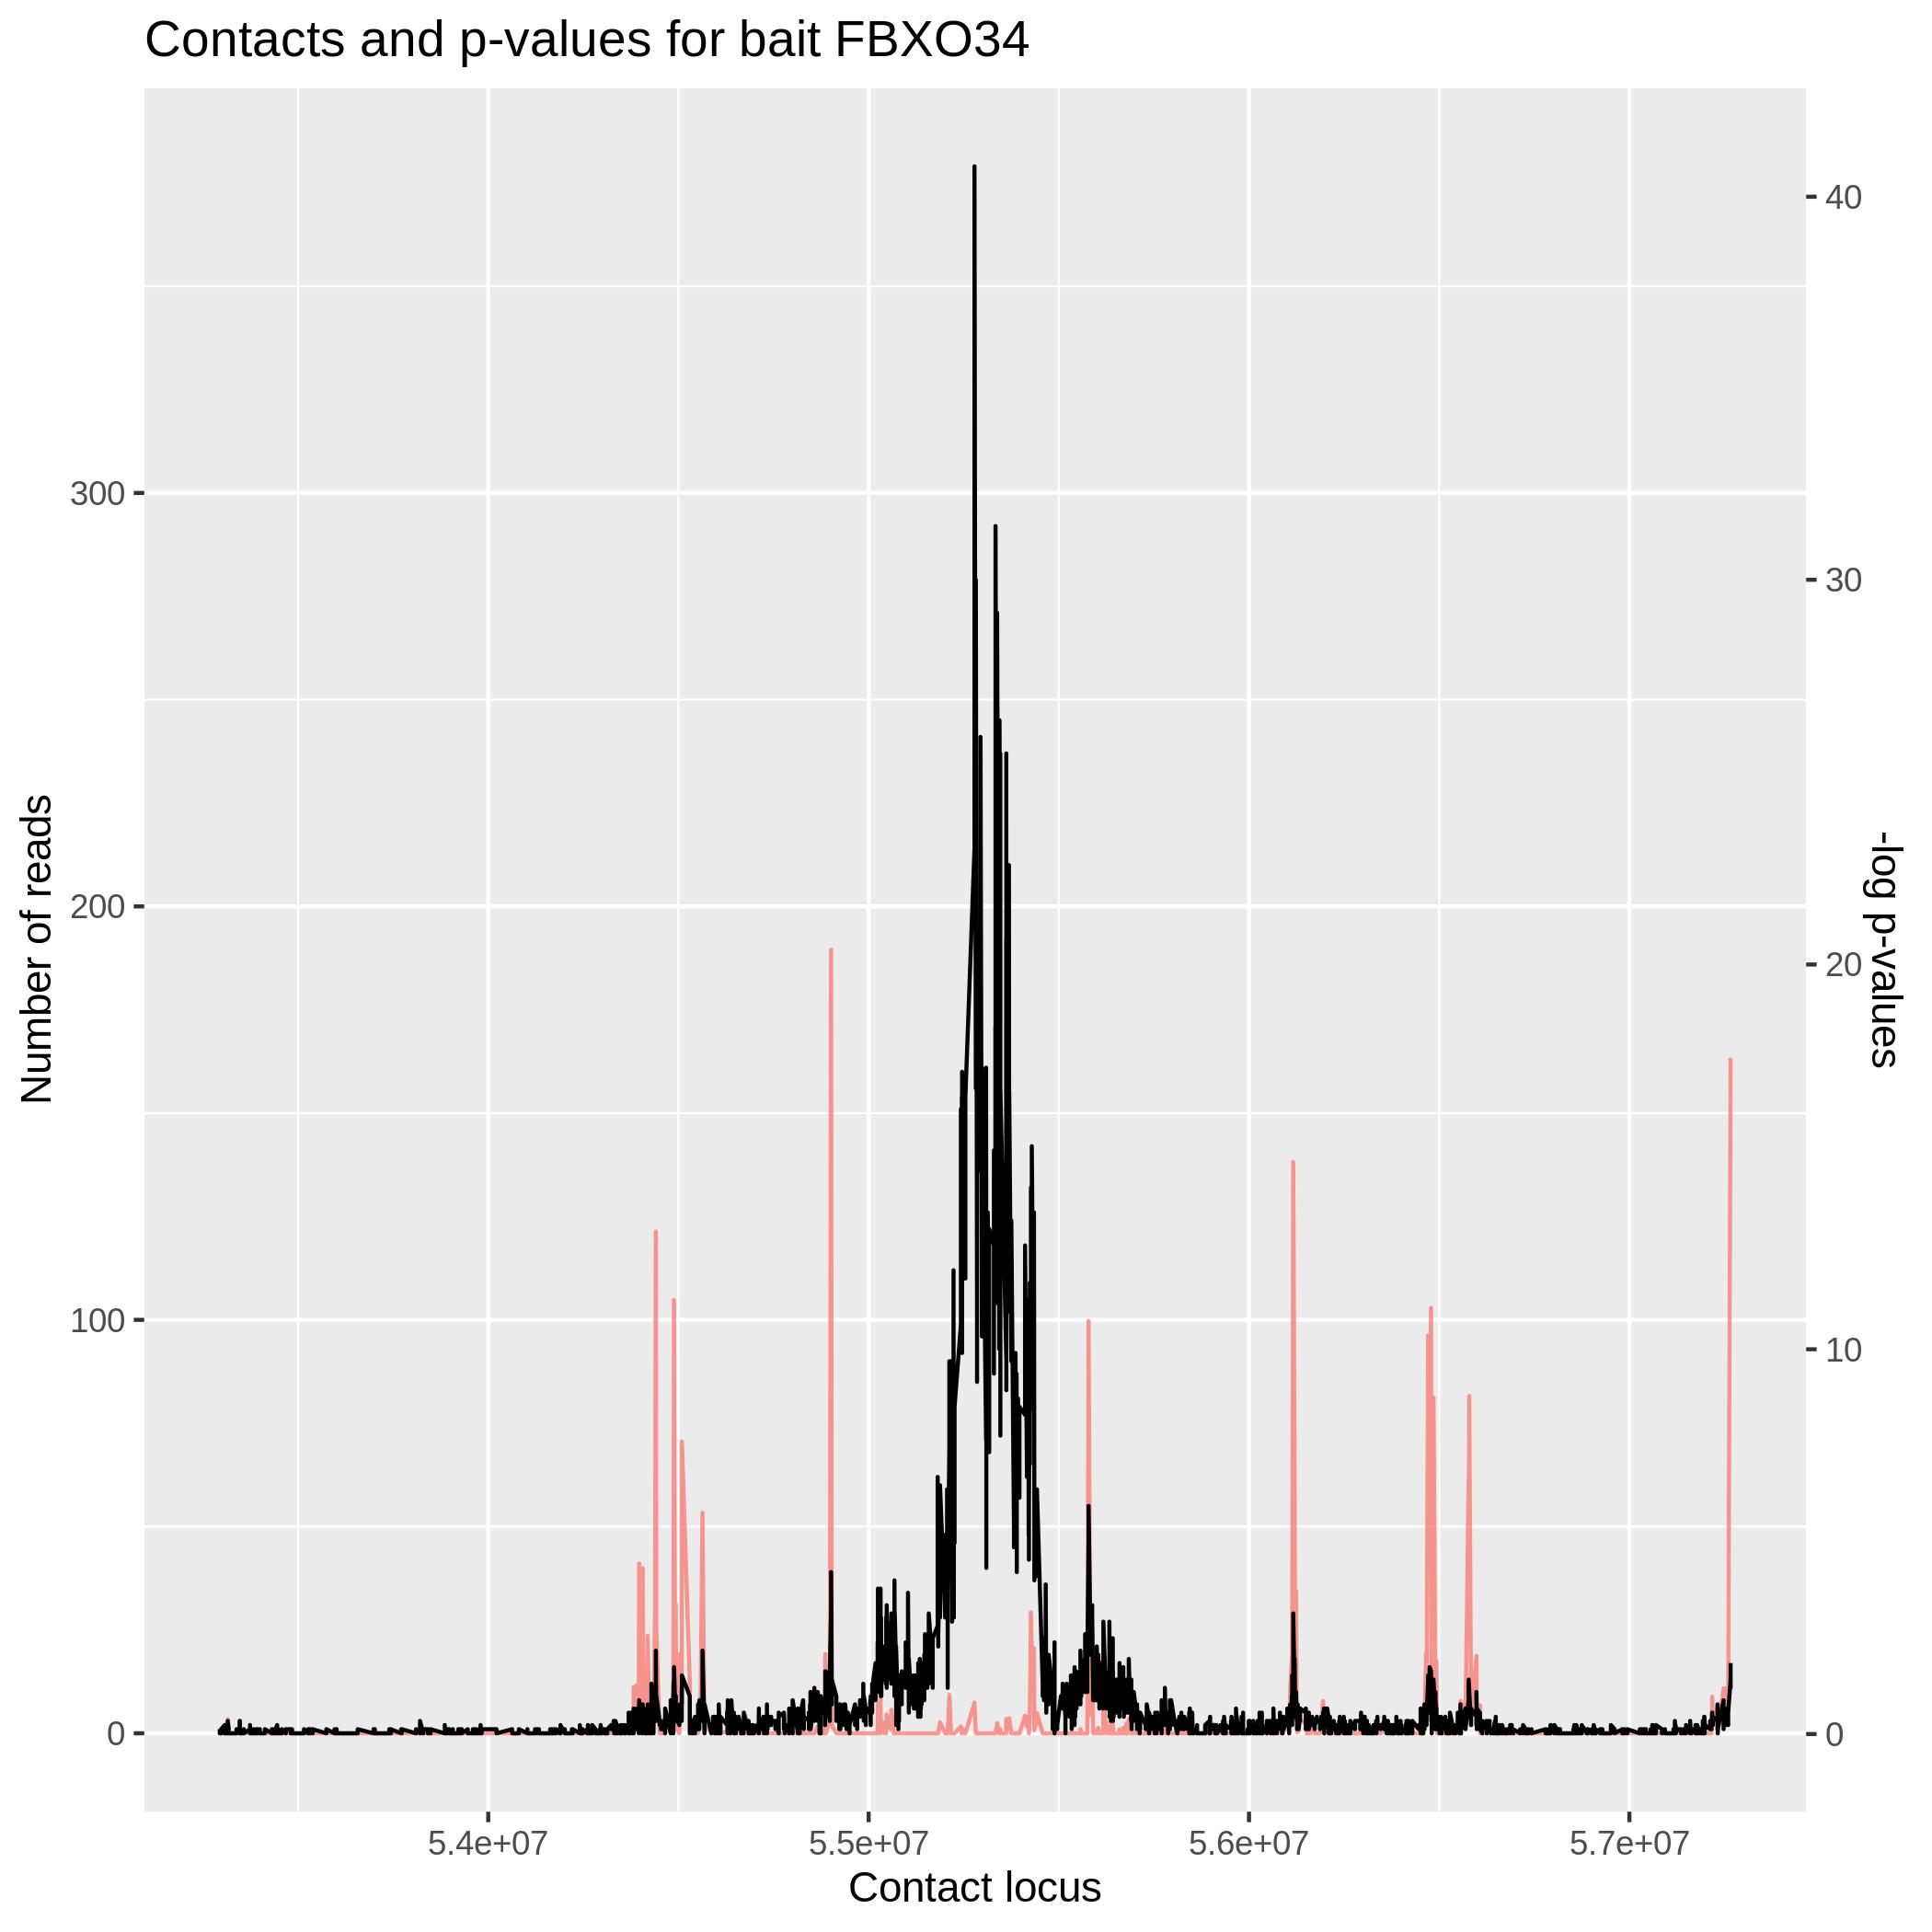 Contacts and p-values for bait FBXO34
Number of reads
300
200
100
0
40
30
20
10
0
-log p-values
5.4e+07
5.5e+07
5.6e+07
5.7e+07
Contact locus